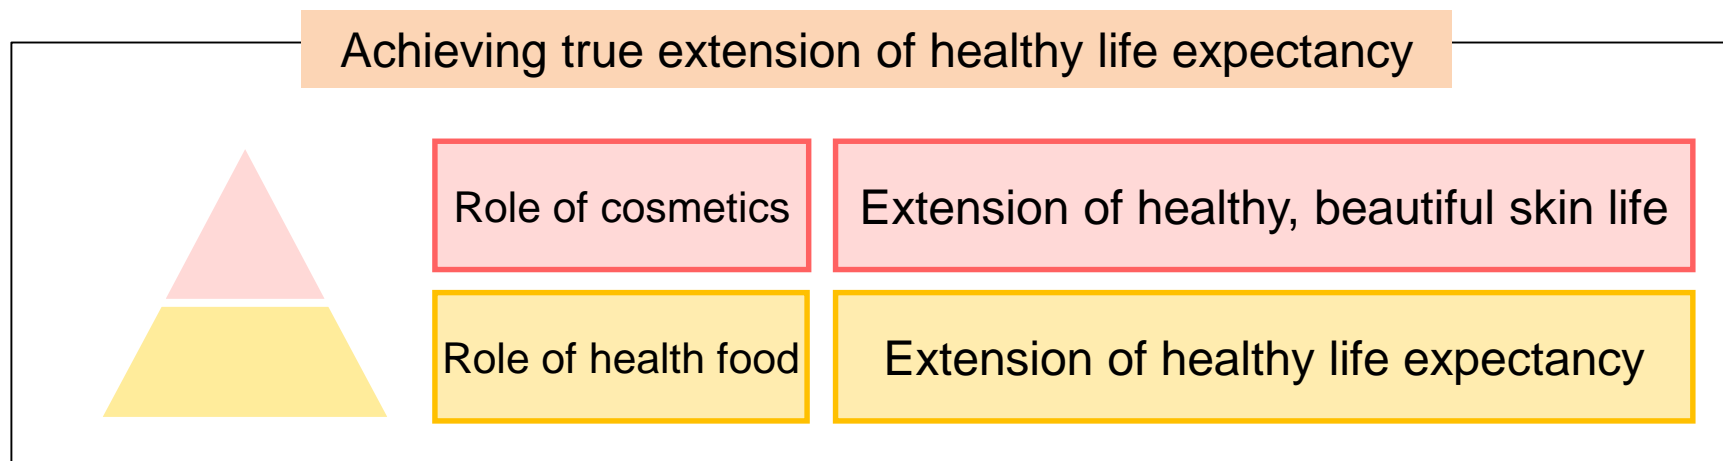 Achieving true extension of healthy life expectancy
Role of cosmetics
Extension of healthy, beautiful skin life
Role of health food
Extension of healthy life expectancy